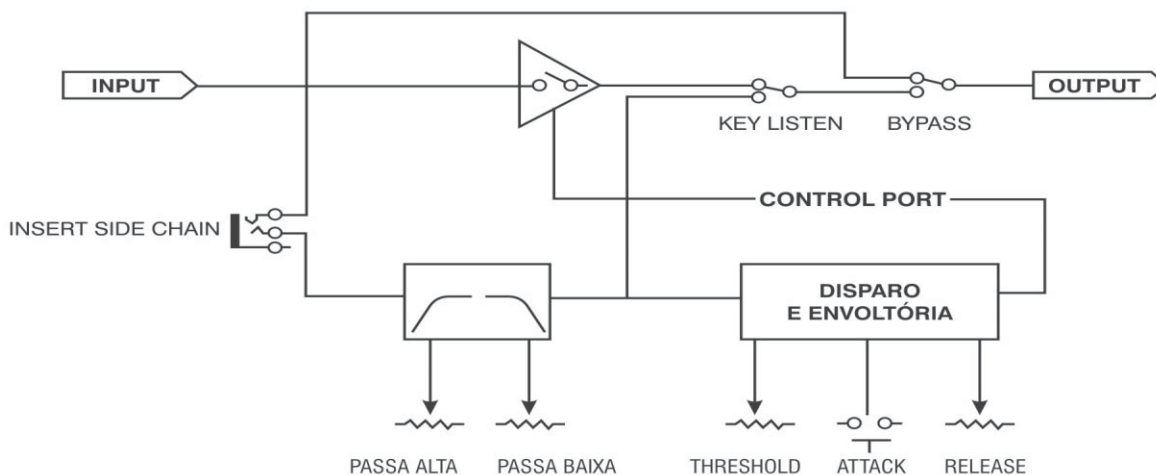 INPUT
OUTPUT
KEY LISTEN
BYPASS
CONTROL PORT
INSERT SIDE CHAIN
DISPARO
E ENVOLTÓRIA
PASSA ALTA
PASSA BAIXA
THRESHOLD
ATTACK
RELEASE